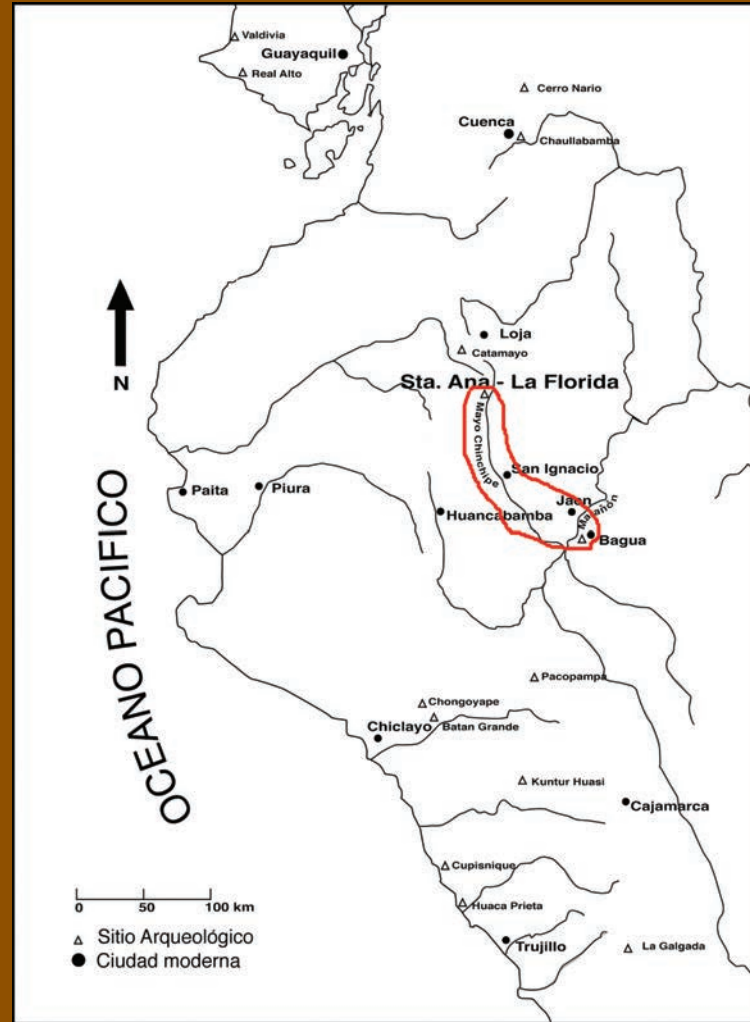 Valdivia
Guayaquil
Real Alto
Cerro Nario
Cuenca
Chaullabamba
N
Loja
Catamayo
Sta. Ana - La Florida
Mayo Chinchipe
San Ignacio
Paita
Piura
Huancabamba
Jaen
Marañón
Bagua
OCEANO PACIFICO
Pacopampa
Chongoyape
Batan Grande
Chiclayo
Kuntur Huasi
Cajamarca
Cupisnique
Huaca Prieta
Trujillo
La Galgada
0 50 100 km
Sitio Arqueológico
Ciudad moderna